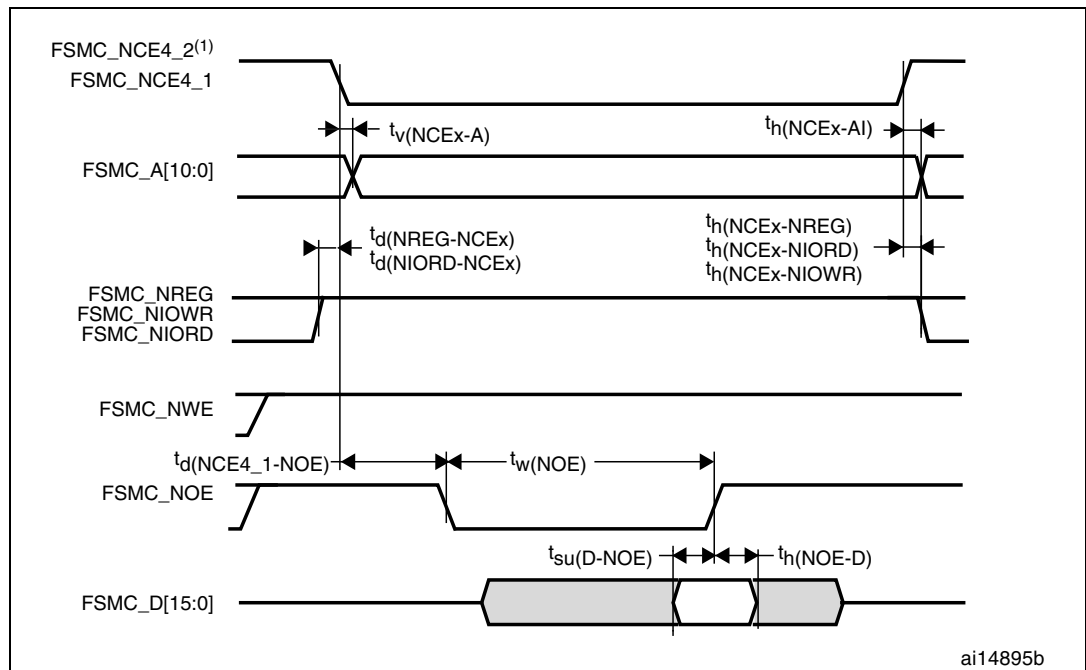 FSMC_NCE4_2(1)
FSMC_NCE4_1
tv(NCEx-A)
th(NCEx-AI)
FSMC_A[10:0]
td(NREG-NCEx)
td(NIORD-NCEx)
th(NCEx-NREG)
th(NCEx-NIORD)
th(NCEx-NIOWR)
FSMC_NREG
FSMC_NIOWR
FSMC_NIORD
FSMC_NWE
td(NCE4_1-NOE)
tw(NOE)
FSMC_NOE
tsu(D-NOE)
th(NOE-D)
FSMC_D[15:0]
ai14895b